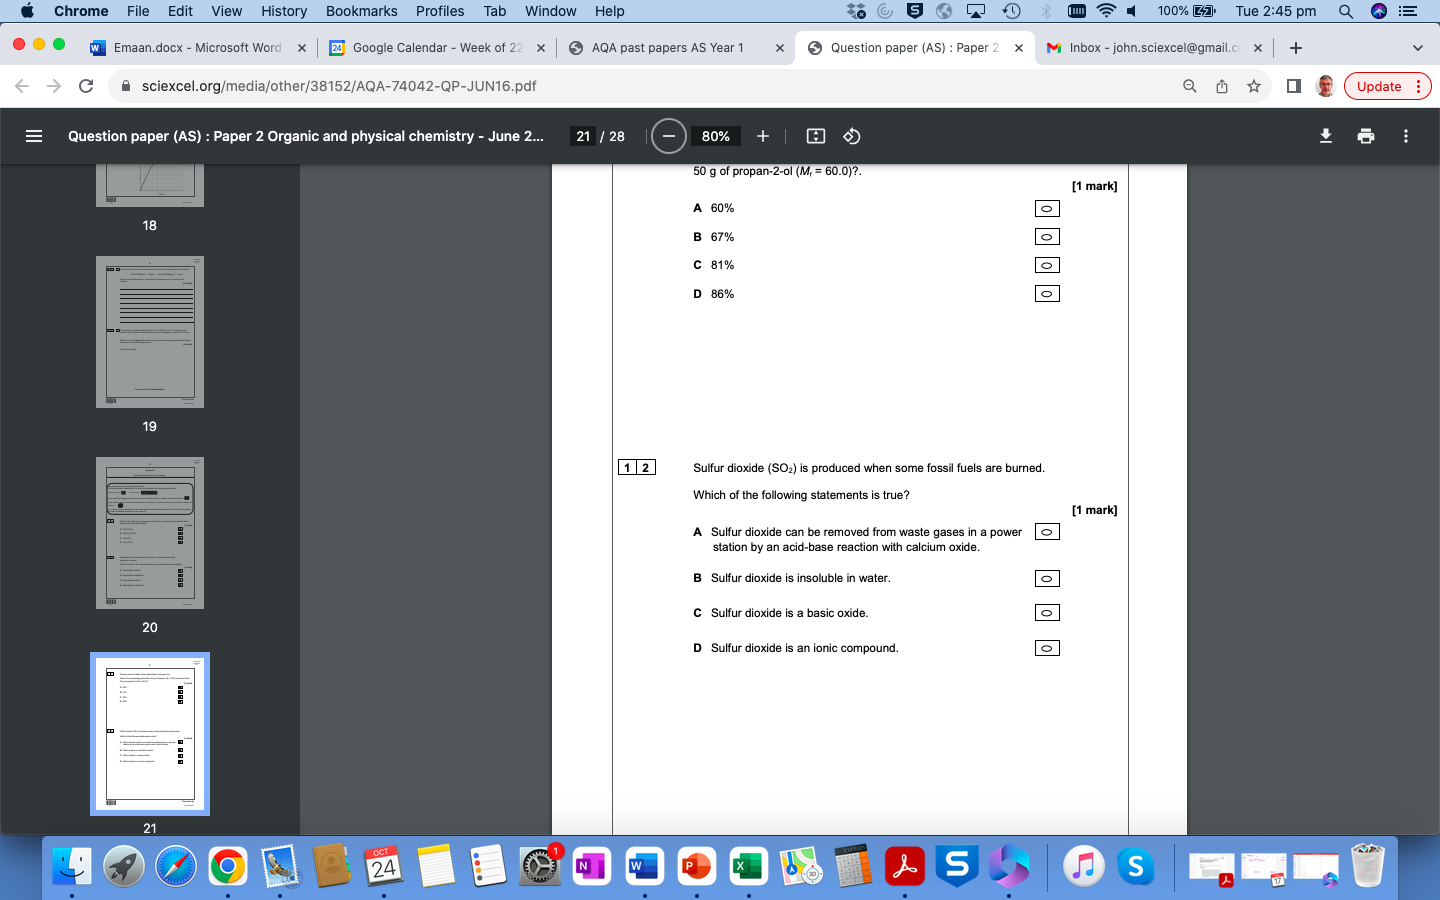 Chrome File Edit View History Bookmarks Profiles Tab Window Help 100% Tue 2:45 pm
Emaan.docx - Microsoft Word
24 Google Calendar - Week of 22
AQA past papers AS Year 1
Question paper (AS) : Paper 2
Inbox - john.sciexcel@gmail.c
sciexcel.org/media/other/38152/AQA-74042-QP-JUN16.pdf
Update
Question paper (AS) : Paper 2 Organic and physical chemistry - June 2... 21 / 28 80%
18
19
20
21
50 g of propan-2-ol (Mr = 60.0)?.
[1 mark]
A 60%
B 67%
C 81%
D 86%
1 2 Sulfur dioxide (SO₂) is produced when some fossil fuels are burned.
Which of the following statements is true?
[1 mark]
A Sulfur dioxide can be removed from waste gases in a power
station by an acid-base reaction with calcium oxide.
B Sulfur dioxide is insoluble in water.
C Sulfur dioxide is a basic oxide.
D Sulfur dioxide is an ionic compound.
OCT
24
1
N
W
P
X
3D
S
S
17